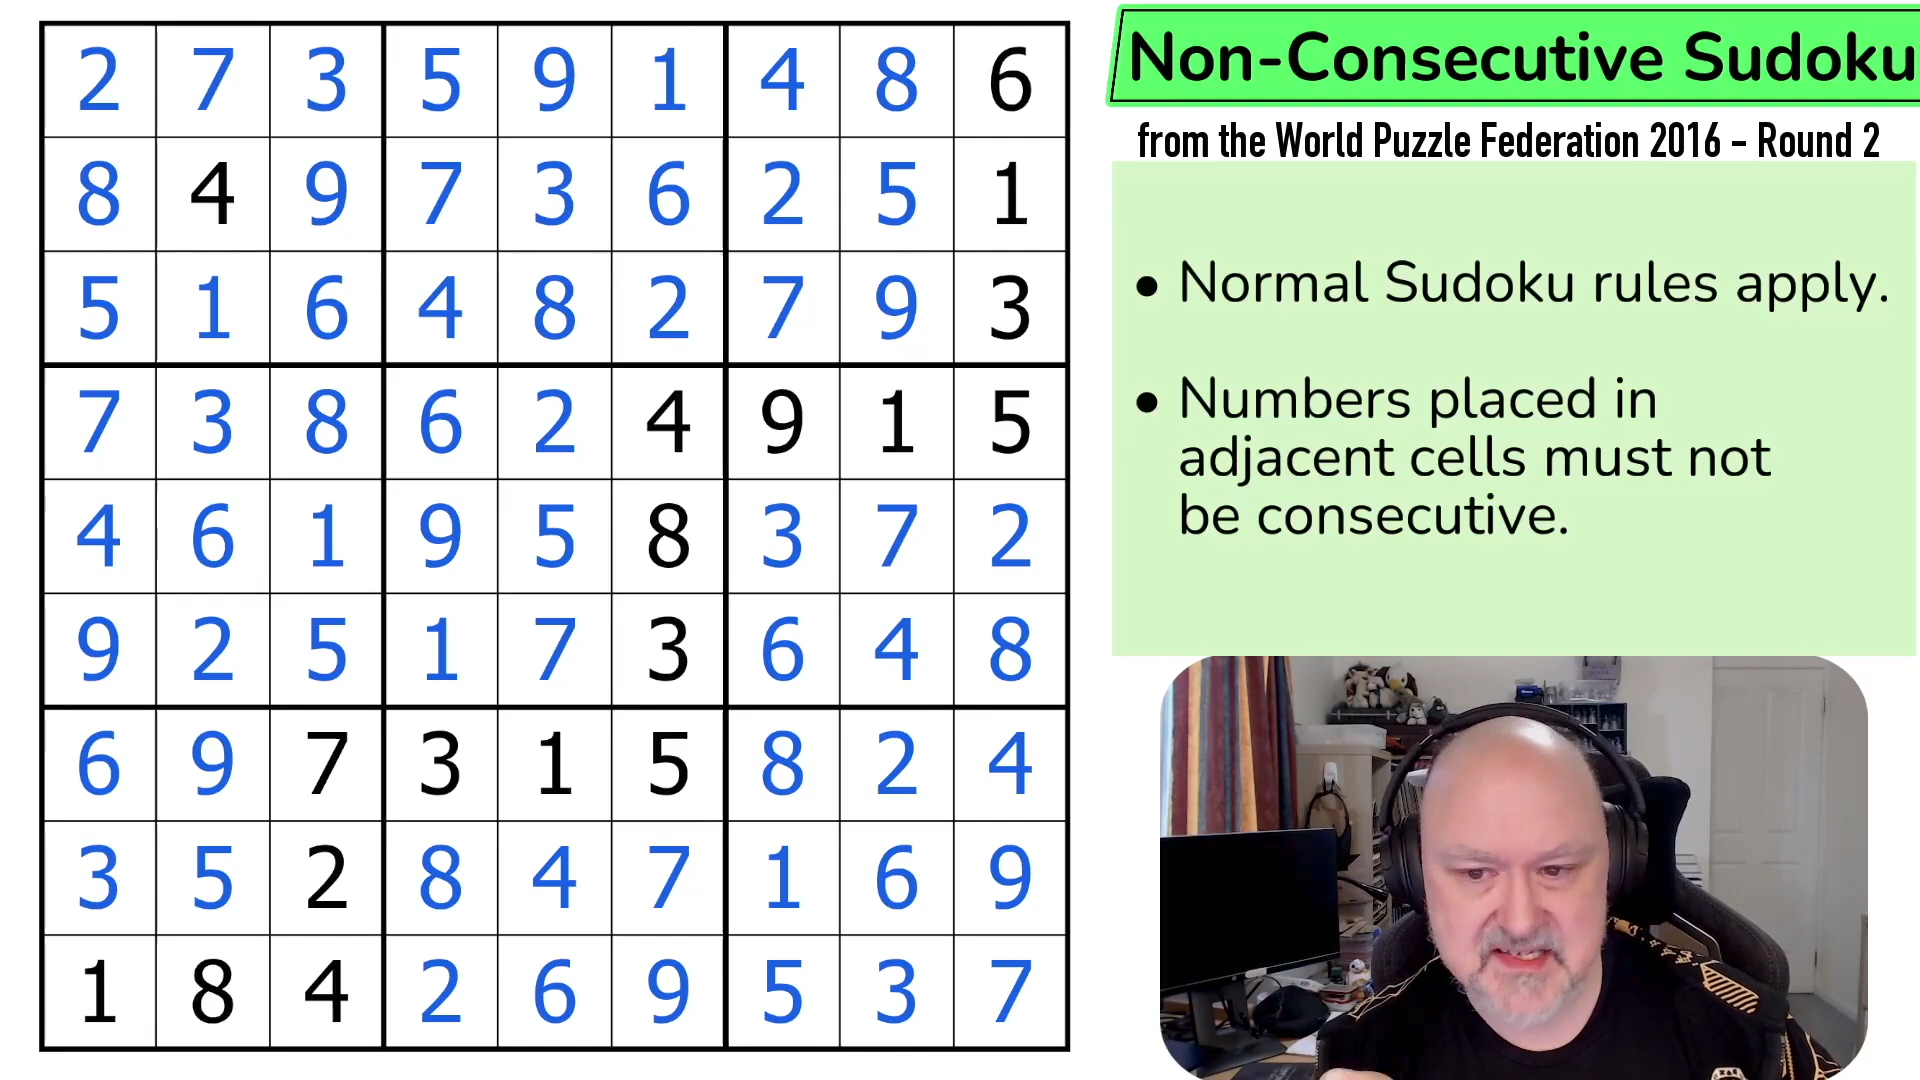 2 7 3 5 9 1 4 8 6
8 4 9 7 3 6 2 5 1
5 1 6 4 8 2 7 9 3
7 3 8 6 2 4 9 1 5
4 6 1 9 5 8 3 7 2
9 2 5 1 7 3 6 4 8
6 9 7 3 1 5 8 2 4
3 5 2 8 4 7 1 6 9
1 8 4 2 6 9 5 3 7
Non-Consecutive Sudoku
from the World Puzzle Federation 2016 - Round 2
• Normal Sudoku rules apply.
• Numbers placed in
adjacent cells must not
be consecutive.